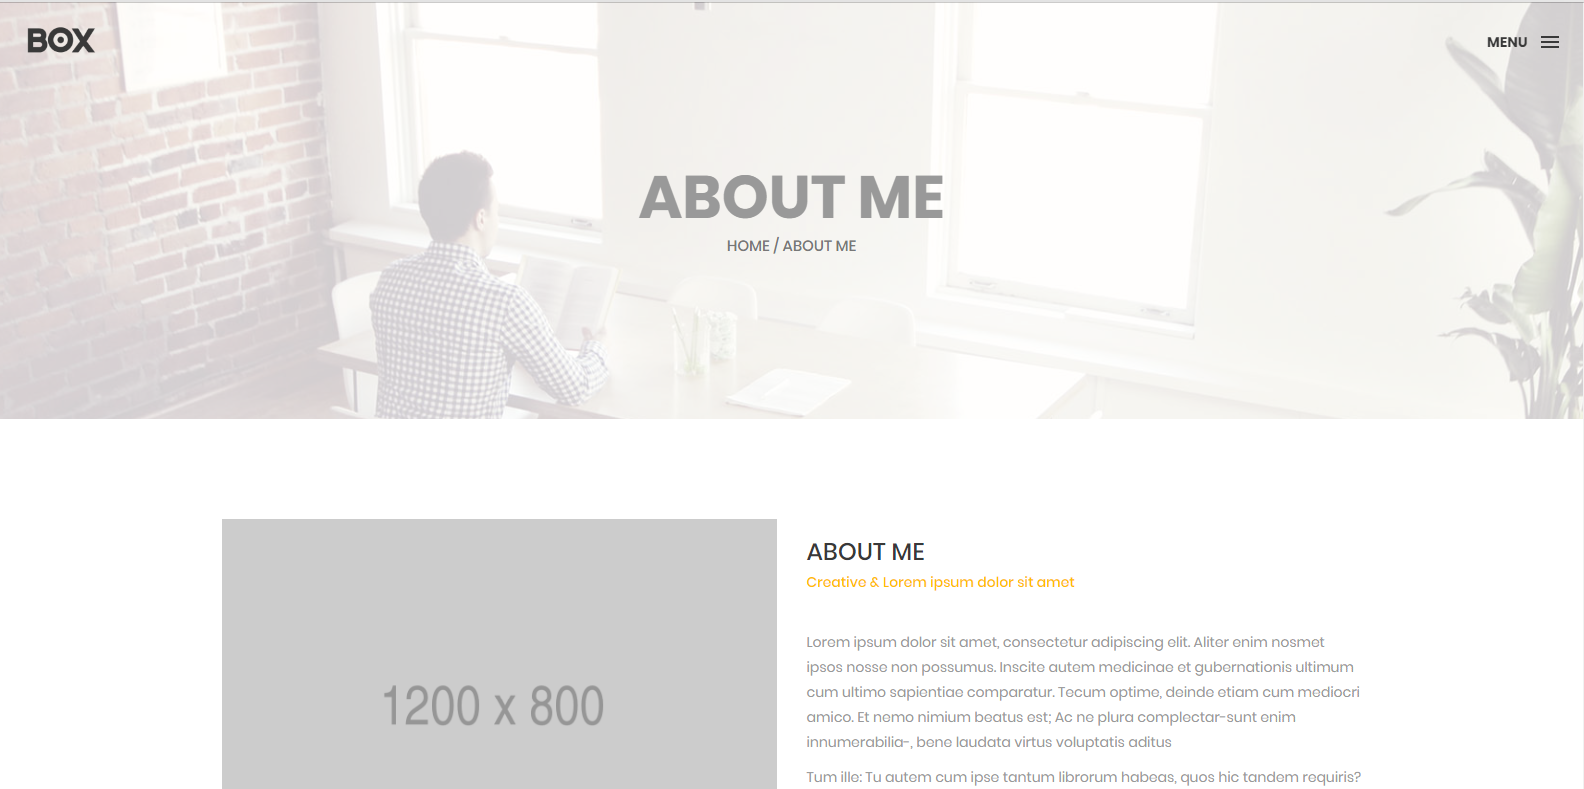 BOX
MENU
ABOUT ME
HOME / ABOUT ME
1200 x 800
ABOUT ME
Creative & Lorem ipsum dolor sit amet
Lorem ipsum dolor sit amet, consectetur adipiscing elit. Aliter enim nosmet
ipsos nosse non possumus. Inscite autem medicinae et gubernationis ultimum
cum ultimo sapientiae comparatur. Tecum optime, deinde etiam cum mediocri
amico. Et nemo nimium beatus est; Ac ne plura complectar-sunt enim
innumerabilia-, bene laudata virtus voluptatis aditus
Tum ille: Tu autem cum ipse tantum librorum habeas, quos hic tandem requiris?